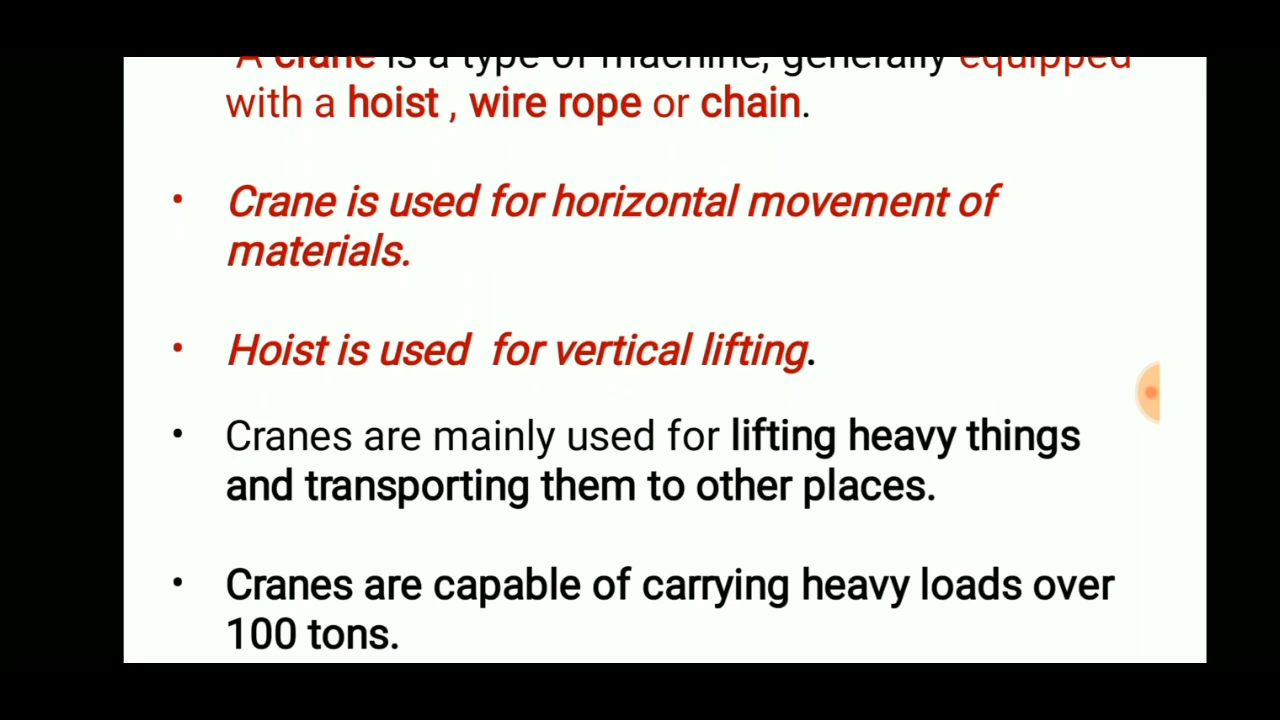 A crane is a type of machine, generally equipped
with a hoist , wire rope or chain.
• Crane is used for horizontal movement of
materials.
• Hoist is used for vertical lifting.
• Cranes are mainly used for lifting heavy things
and transporting them to other places.
• Cranes are capable of carrying heavy loads over
100 tons.